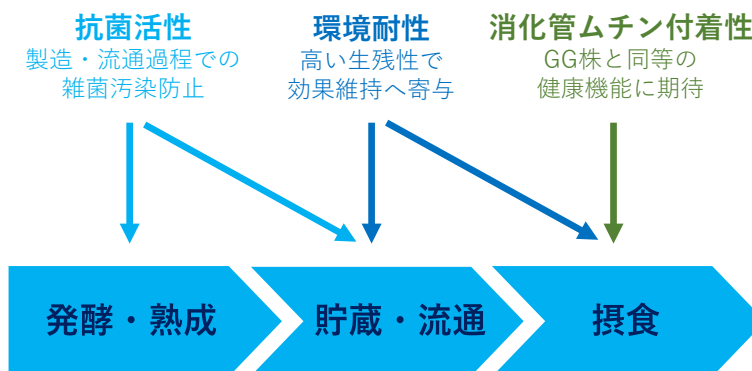 抗菌活性
製造・流通過程での
雑菌汚染防止
環境耐性
高い生残性で
効果維持へ寄与
消化管ムチン付着性
GG株と同等の
健康機能に期待
発酵・熟成
貯蔵・流通
摂食